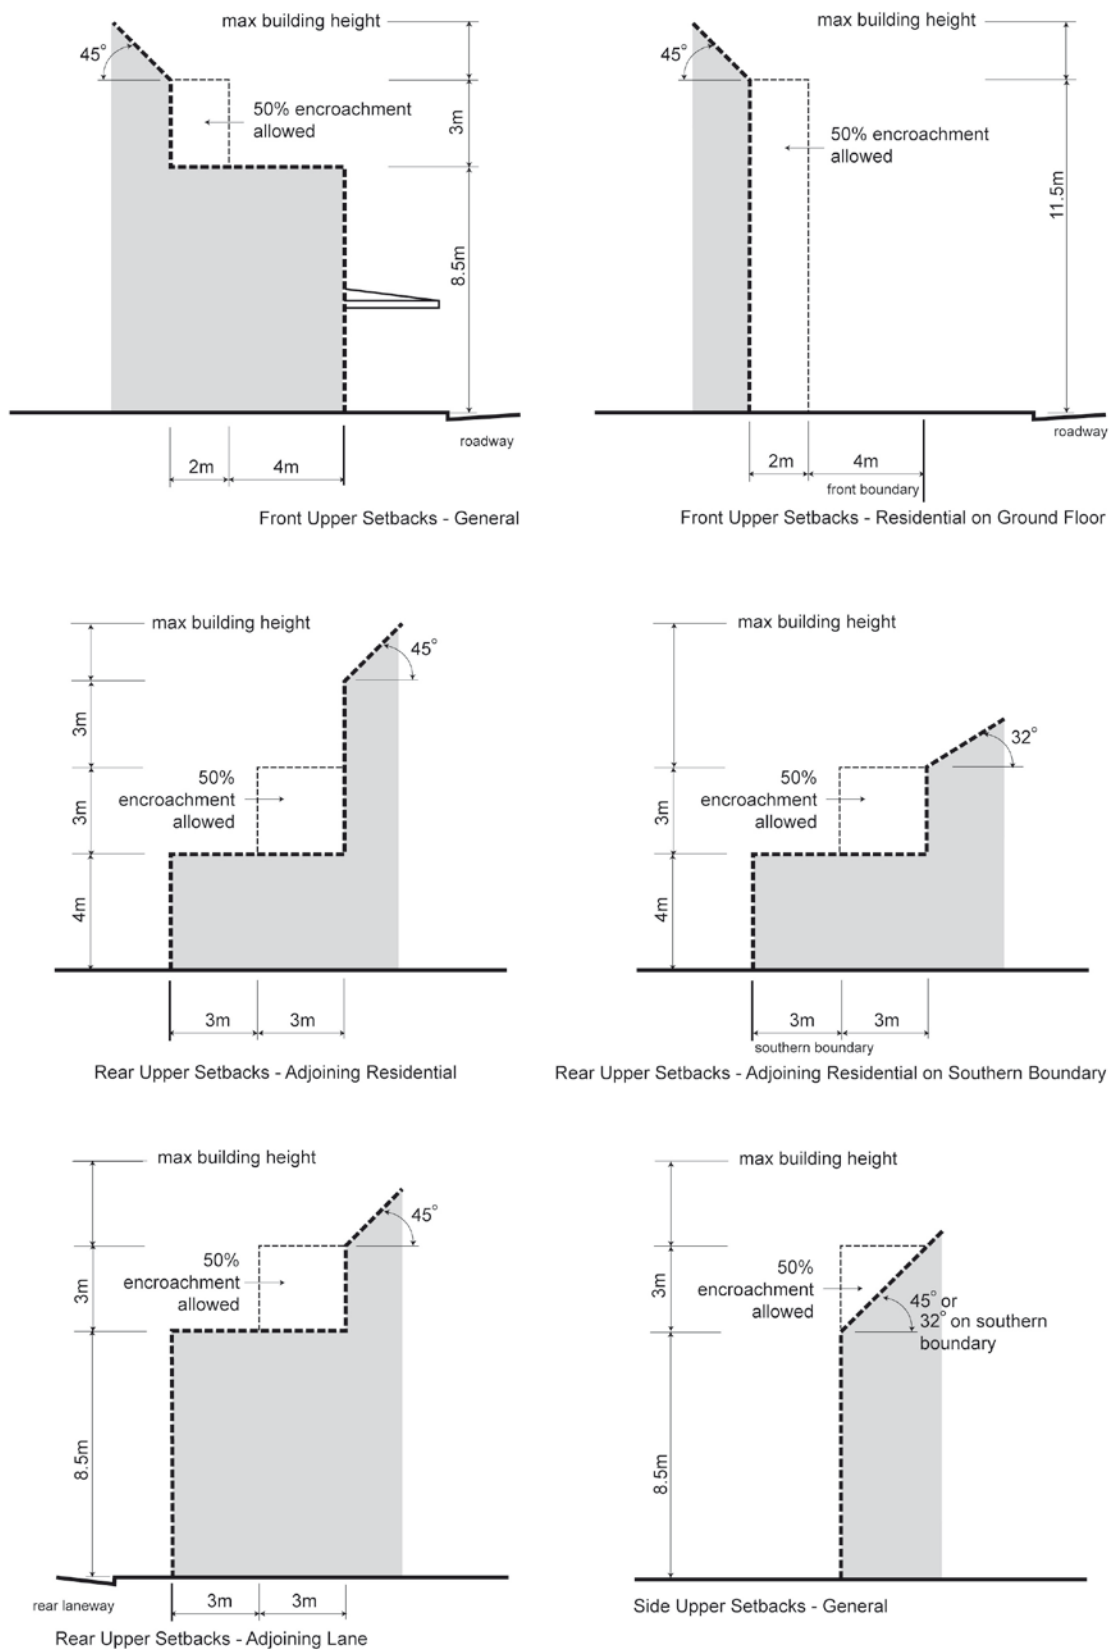 max building height
45°
50% encroachment
allowed
3m
8.5m
roadway
2m
4m
Front Upper Setbacks - General
max building height
45°
50% encroachment
allowed
11.5m
roadway
2m
4m
front boundary
Front Upper Setbacks - Residential on Ground Floor
max building height
45°
3m
50%
encroachment
allowed
3m
4m
3m
3m
Rear Upper Setbacks - Adjoining Residential
max building height
32°
50%
encroachment
allowed
3m
4m
3m
3m
southern boundary
Rear Upper Setbacks - Adjoining Residential on Southern Boundary
max building height
45°
50%
encroachment
allowed
3m
8.5m
rear laneway
3m
3m
Rear Upper Setbacks - Adjoining Lane
max building height
50%
encroachment
allowed
3m
45° or
32° on southern
boundary
8.5m
Side Upper Setbacks - General